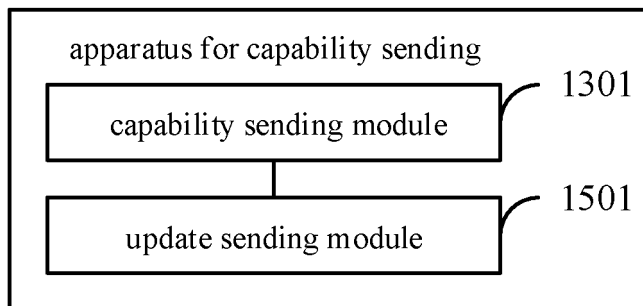 apparatus for capability sending
1301
capability sending module
1501
update sending module